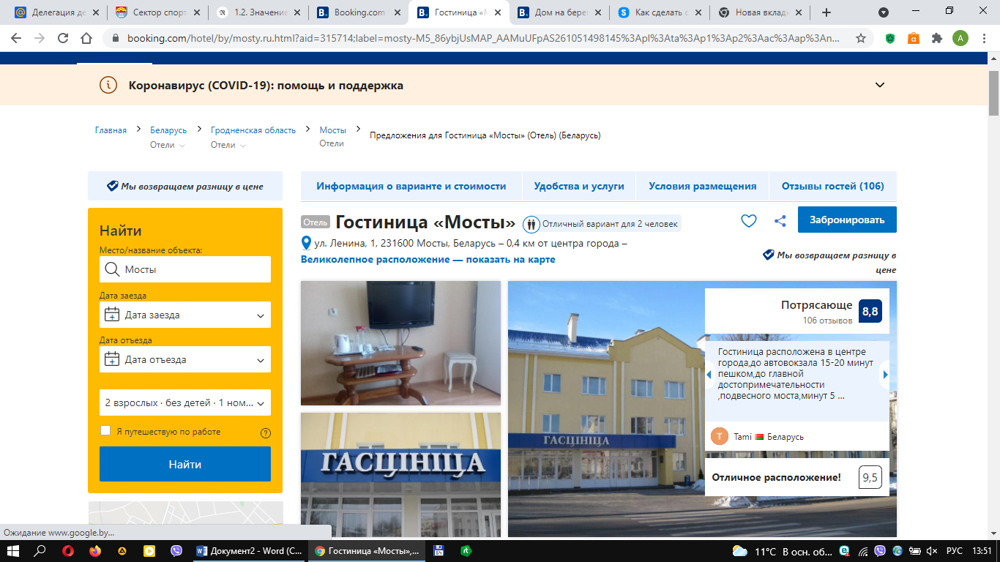 Делегация де
Сектор спорт
1.2. Значение
Booking.com
Гостиница «М
Дом на берег
Как сделать с
Новая вкладк
booking.com/hotel/by/mosty.ru.html?aid=315714;label=mosty-M5_86ybjUsMAP_AAMuUFpAS261051498145%3Apl%3Ata%3Ap1%3Ap2%3Aac%3Aap%3An...
А
Коронавирус (COVID-19): помощь и поддержка
Главная
Беларусь
Отели
Гродненская область
Отели
Мосты
Отели
Предложения для Гостиница «Мосты» (Отель) (Беларусь)
Мы возвращаем разницу в цене
Информация о варианте и стоимости
Удобства и услуги
Условия размещения
Отзывы гостей (106)
Найти
Место/название объекта:
Мосты
Дата заезда
Дата заезда
Дата отъезда
Дата отъезда
2 взрослых · без детей · 1 ном...
Я путешествую по работе
Найти
Отель Гостиница «Мосты»
Отличный вариант для 2 человек
Забронировать
ул. Ленина, 1, 231600 Мосты, Беларусь – 0,4 км от центра города –
Великолепное расположение — показать на карте
Мы возвращаем разницу в
цене
ГАСЦІНІЦА
ГАСЦІНІЦА
Потрясающе
106 отзывов
8,8
Гостиница расположена в центре
города,до автовокзала 15-20 минут
пешком,до главной
достопримечательности
,подвесного моста,минут 5 ...
T Tami Беларусь
Отличное расположение! 9,5
Ожидание www.google.by...
Документ2 - Word (С...
Гостиница «Мосты»,...
11°C В осн. об...
РУС
13:51